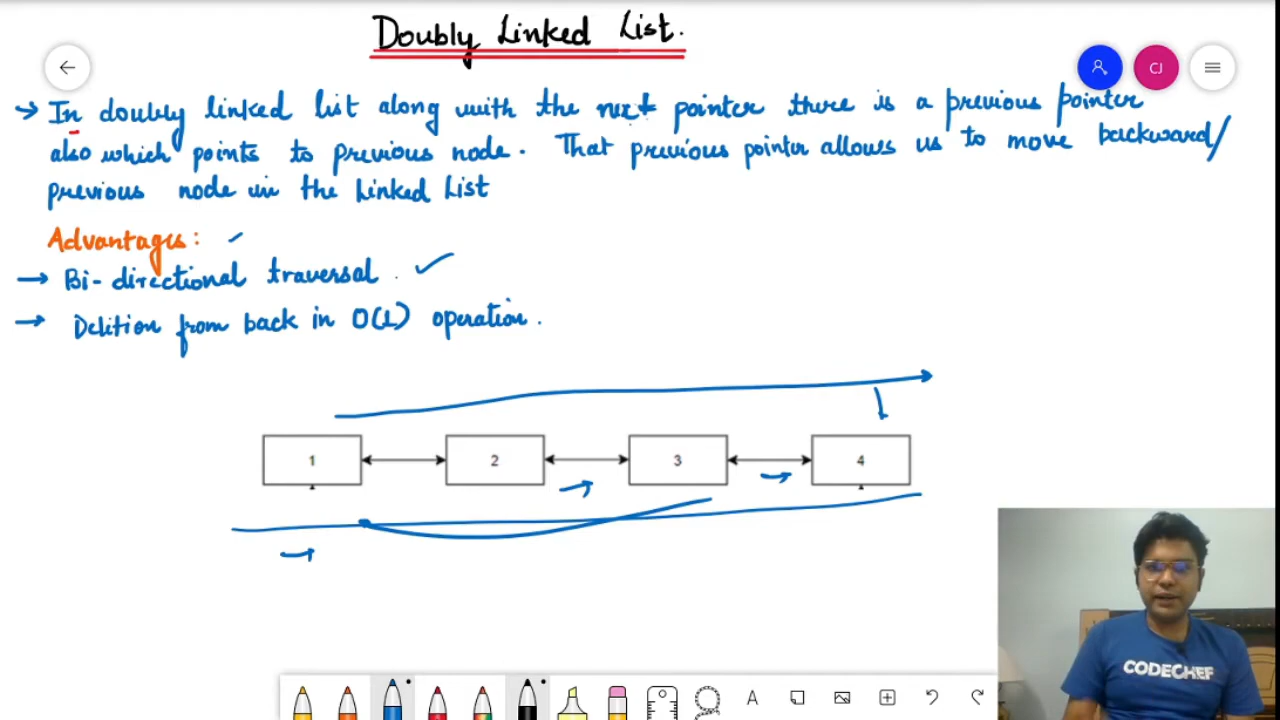 Doubly Linked List.
CJ
→ In doubly linked list along with the next pointer there is a previous pointer
also which points to previous node. That previous pointer allows us to move backward/
previous node in the Linked List
Advantages:
→ Bi-directional traversal.
→ Delition from back in O(1) operation.
1 2 3 4
CODECHEF
A